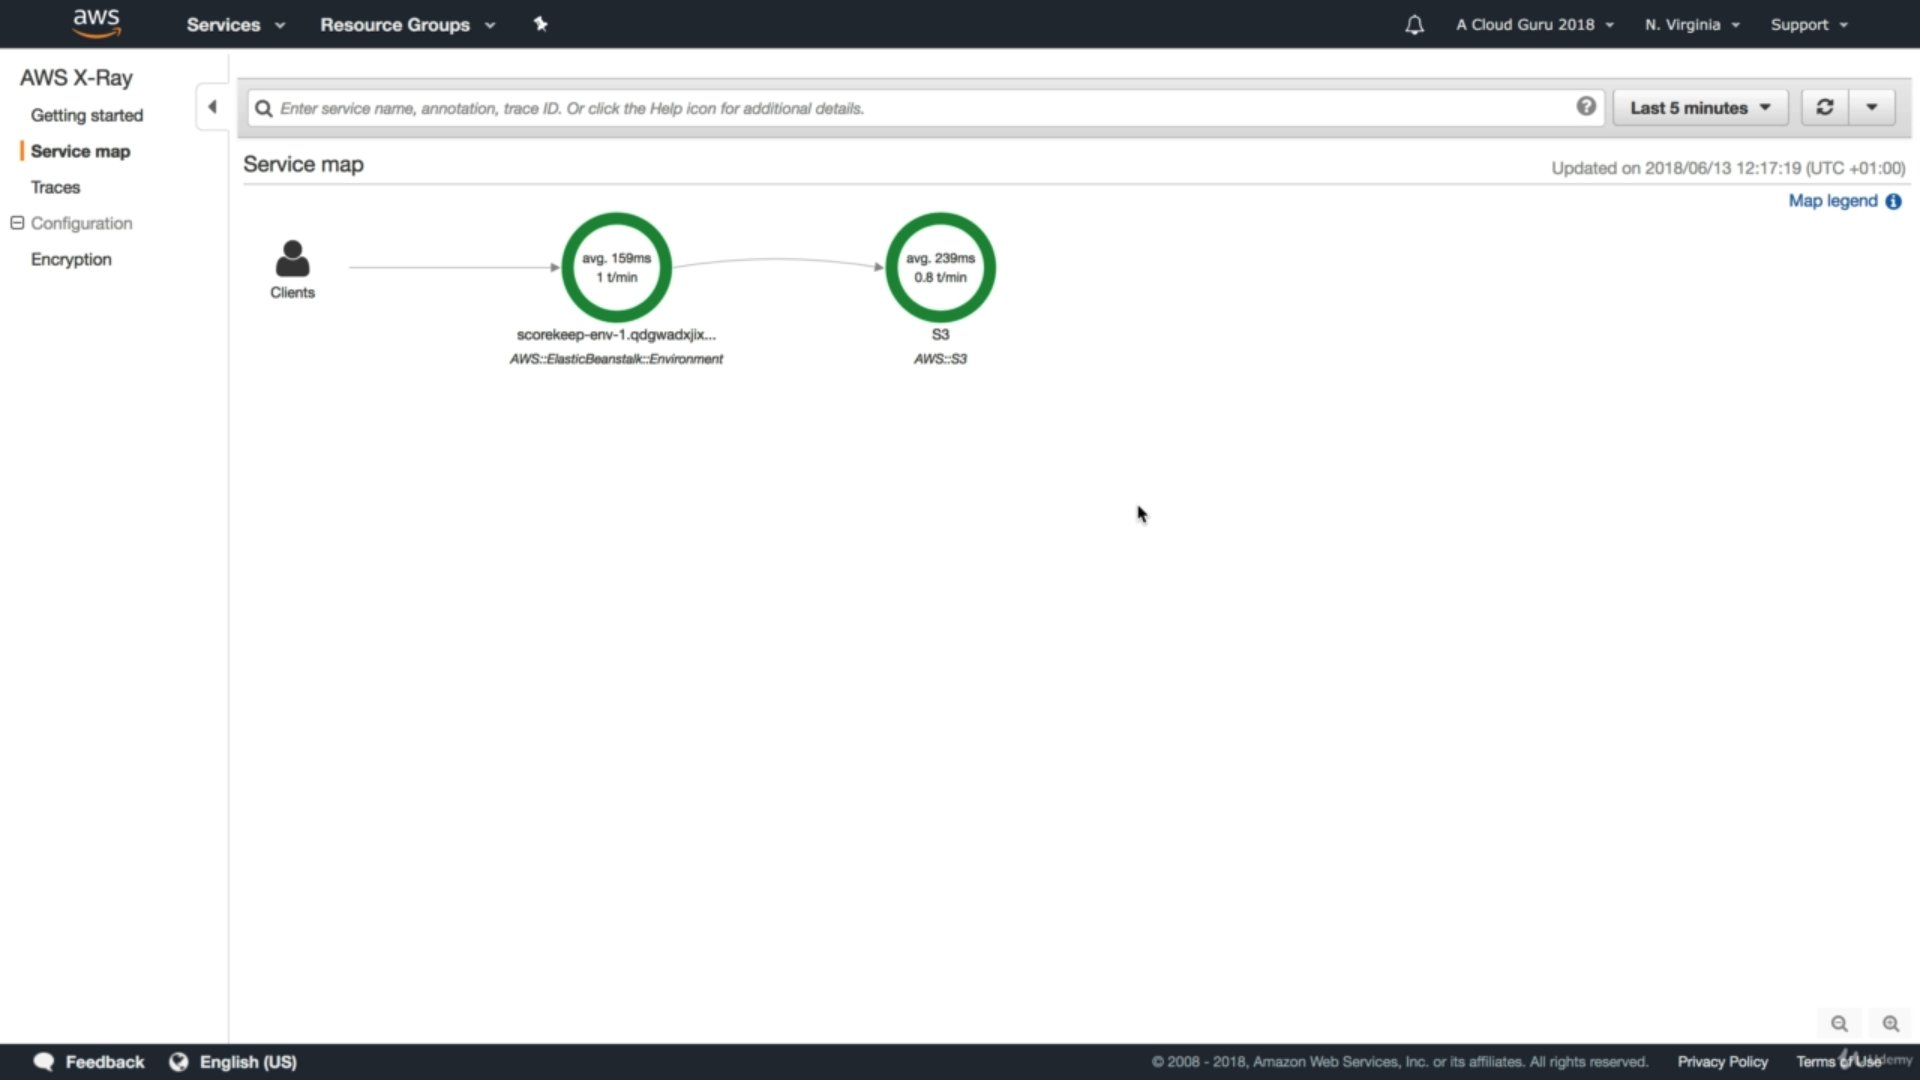 aws Services Resource Groups A Cloud Guru 2018 N. Virginia Support
AWS X-Ray
Getting started
Service map
Traces
Configuration
Encryption
Enter service name, annotation, trace ID. Or click the Help icon for additional details.
Last 5 minutes
Service map
Updated on 2018/06/13 12:17:19 (UTC +01:00)
Map legend
Clients
avg. 159ms
1 t/min
scorekeep-env-1.qdgwadxjix...
AWS::ElasticBeanstalk::Environment
avg. 239ms
0.8 t/min
S3
AWS::S3
Feedback English (US) © 2008 - 2018, Amazon Web Services, Inc. or its affiliates. All rights reserved. Privacy Policy Terms of Use